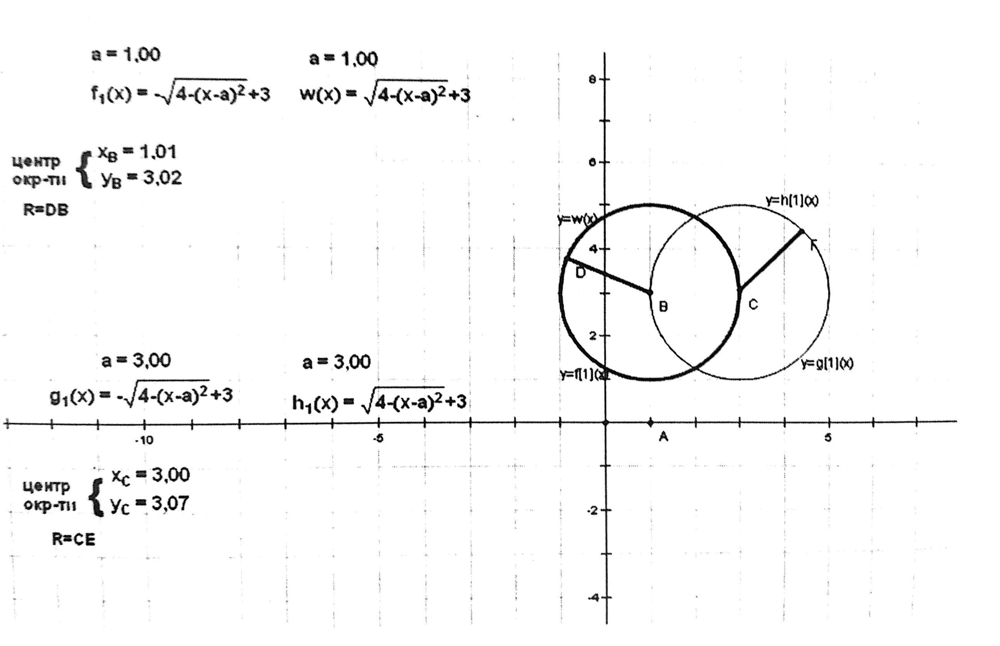 a = 1,00
a = 1,00
f₁(x) = -√4-(x-a)²+3
w(x) = √4-(x-a)²+3
8
центр окр-ти { x_B = 1,01
y_B = 3,02
6
R=DB
y=h[1](x)
y=w(x)
4
D
F
B
C
2
a = 3,00
a = 3,00
y=f[1](x)
y=g[1](x)
g₁(x) = -√4-(x-a)²+3
h₁(x) = √4-(x-a)²+3
-10
-5
A
5
центр окр-ти { x_C = 3,00
y_C = 3,07
-2
R=CE
-4